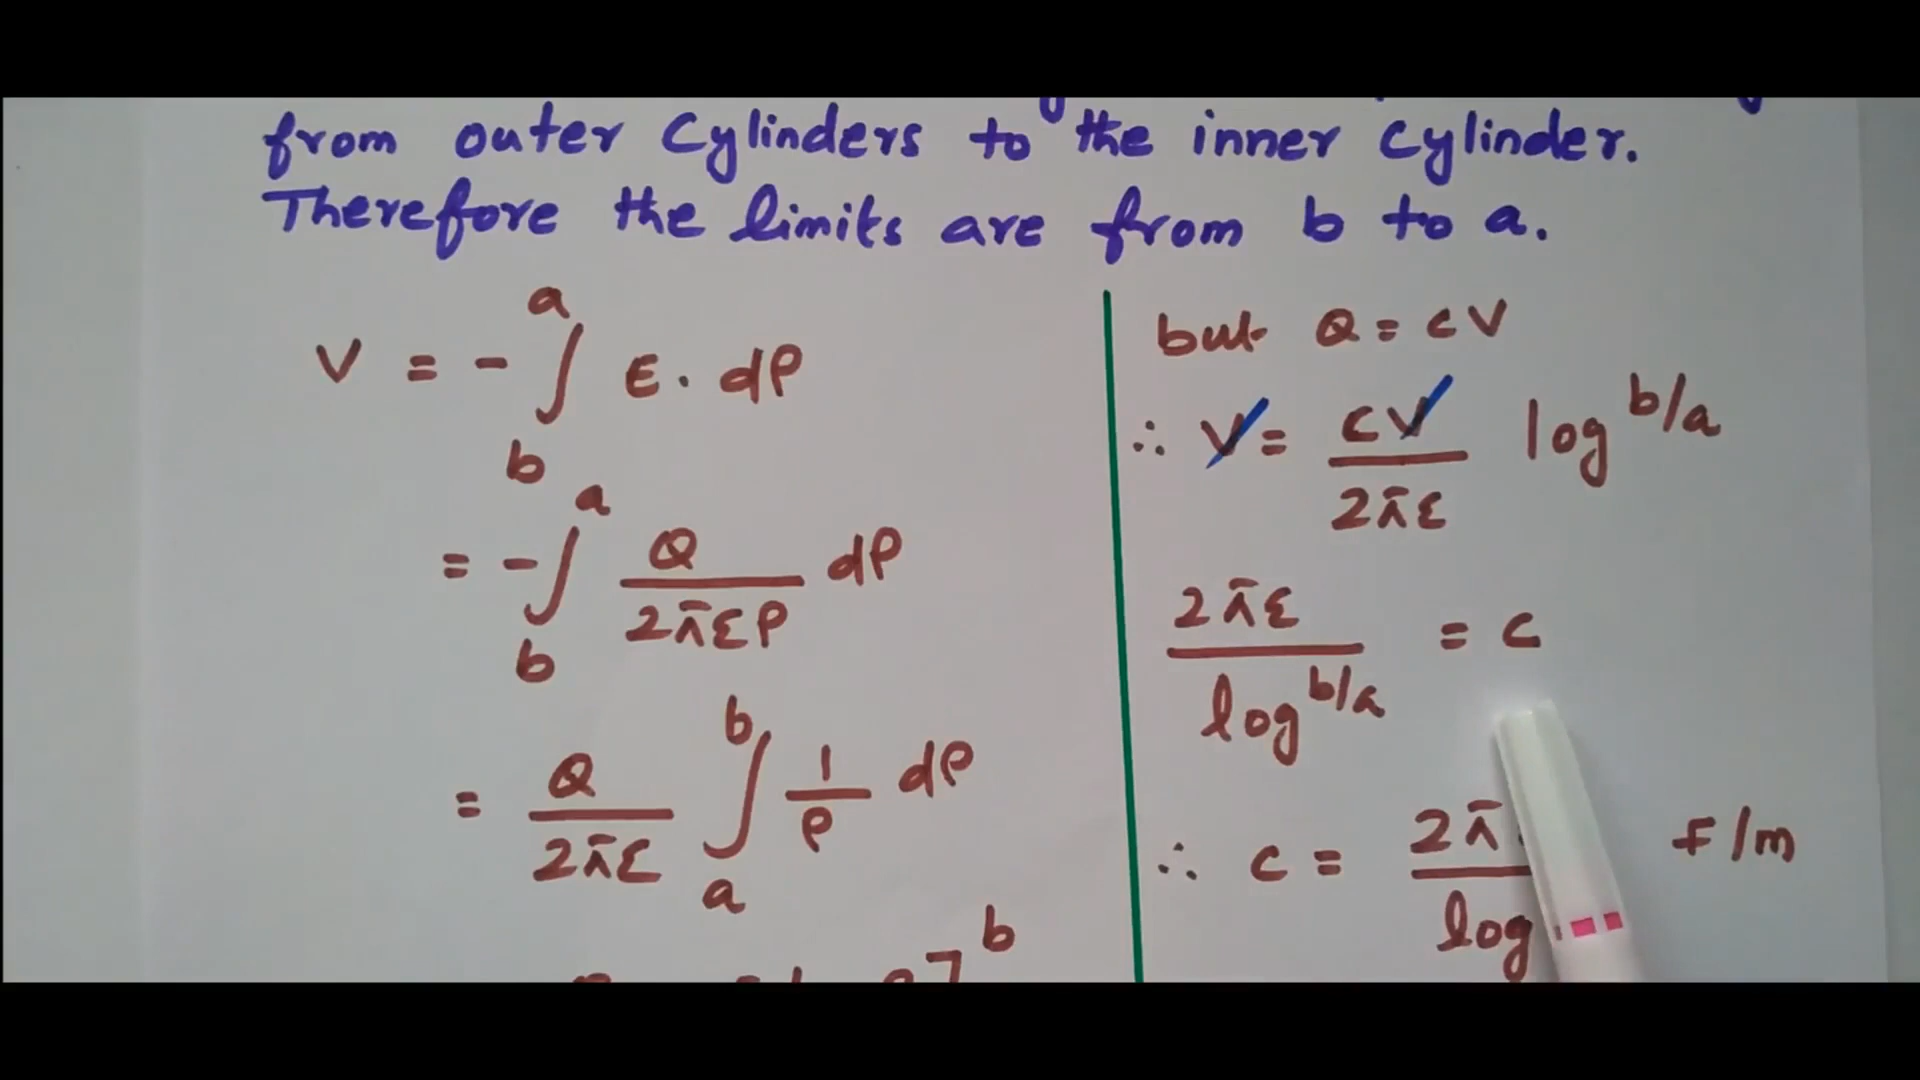 from outer Cylinders to the inner cylinder.
Therefore the limits are from b to a.
V = - ∫_b^a E · dρ
= - ∫_b^a Q / 2περ dρ
= Q / 2πε ∫_a^b 1/ρ dρ
b
but Q = CV
∴ V = CV / 2πε log b/a
2πε / log b/a = C
∴ C = 2π / log F/m